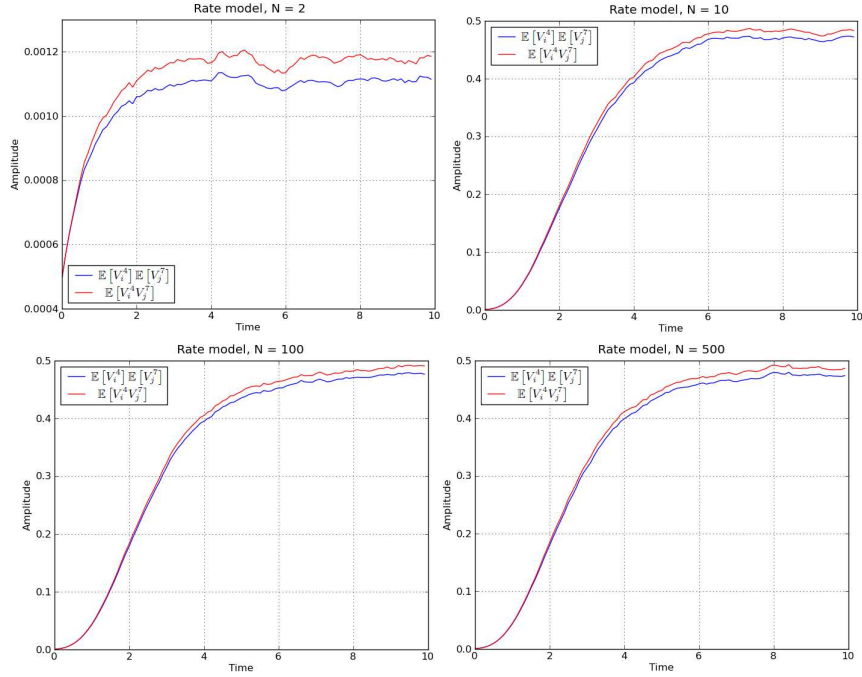 Rate model, N = 2
0.0012
0.0010
0.0008
0.0006
0.0004
Amplitude
𝔼[V_i^4] 𝔼[V_j^7]
𝔼[V_i^4 V_j^7]
0 2 4 6 8 10
Time
Rate model, N = 10
0.5
0.4
0.3
0.2
0.1
0.0
Amplitude
𝔼[V_i^4] 𝔼[V_j^7]
𝔼[V_i^4 V_j^7]
0 2 4 6 8 10
Time
Rate model, N = 100
0.5
0.4
0.3
0.2
0.1
0.0
Amplitude
𝔼[V_i^4] 𝔼[V_j^7]
𝔼[V_i^4 V_j^7]
0 2 4 6 8 10
Time
Rate model, N = 500
0.5
0.4
0.3
0.2
0.1
0.0
Amplitude
𝔼[V_i^4] 𝔼[V_j^7]
𝔼[V_i^4 V_j^7]
0 2 4 6 8 10
Time